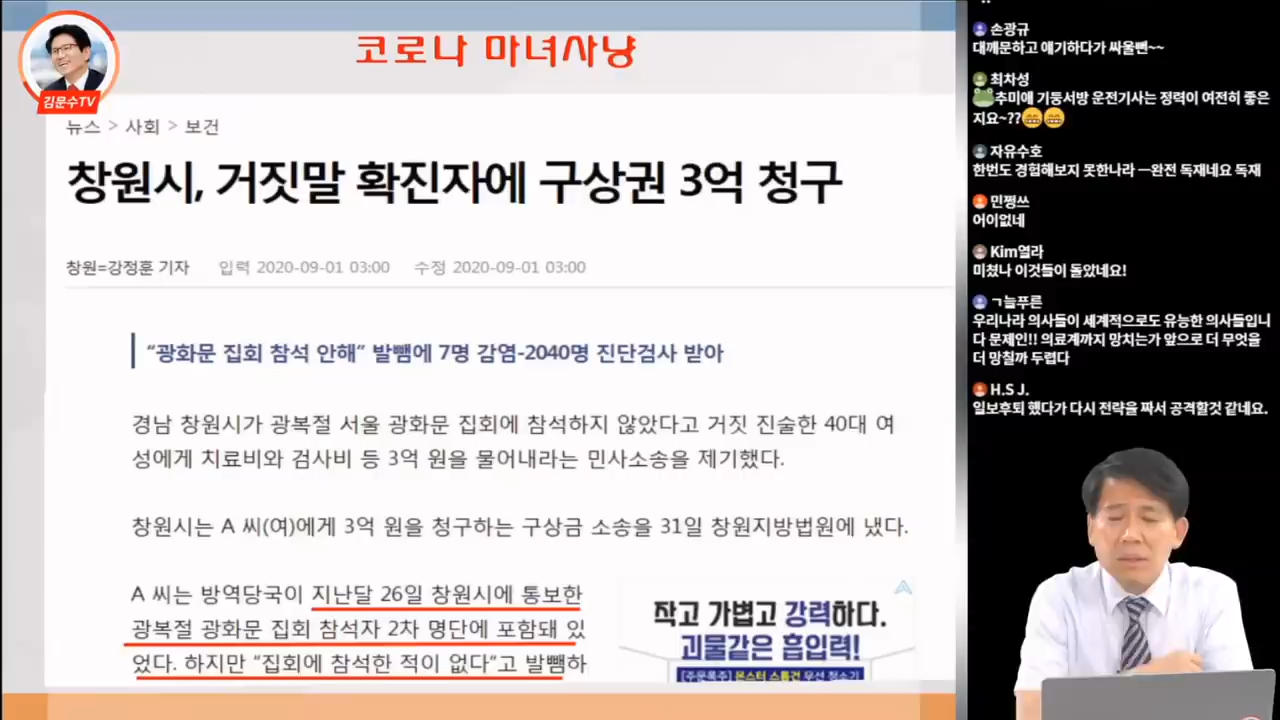 김문수TV
코로나 마녀사냥
뉴스 > 사회 > 보건
창원시, 거짓말 확진자에 구상권 3억 청구
창원=강정훈 기자 입력 2020-09-01 03:00 수정 2020-09-01 03:00
“광화문 집회 참석 안해” 발뺌에 7명 감염-2040명 진단검사 받아
경남 창원시가 광복절 서울 광화문 집회에 참석하지 않았다고 거짓 진술한 40대 여
성에게 치료비와 검사비 등 3억 원을 물어내라는 민사소송을 제기했다.
창원시는 A 씨(여)에게 3억 원을 청구하는 구상금 소송을 31일 창원지방법원에 냈다.
A 씨는 방역당국이 지난달 26일 창원시에 통보한
광복절 광화문 집회 참석자 2차 명단에 포함돼 있
었다. 하지만 “집회에 참석한 적이 없다”고 발뺌하
작고 가볍고 강력하다.
괴물같은 흡입력!
[주문폭주] 몬스터 스톰건 무선 청소기
손광규
대깨문하고 얘기하다가 싸울뻔~~
최차성
추미애 기둥서방 운전기사는 정력이 여전히 좋은
지요~??
자유수호
한번도 경험해보지 못한나라 ㅡ완전 독재네요 독재
민쩡쓰
어이없네
Kim열라
미쳤나 이것들이 돌았네요!
ㄱ늘푸른
우리나라 의사들이 세계적으로도 유능한 의사들입니
다 문제인!! 의료계까지 망치는가 앞으로 더 무엇을
더 망칠까 두렵다
H.S J.
일보후퇴 했다가 다시 전략을 짜서 공격할것 같네요.